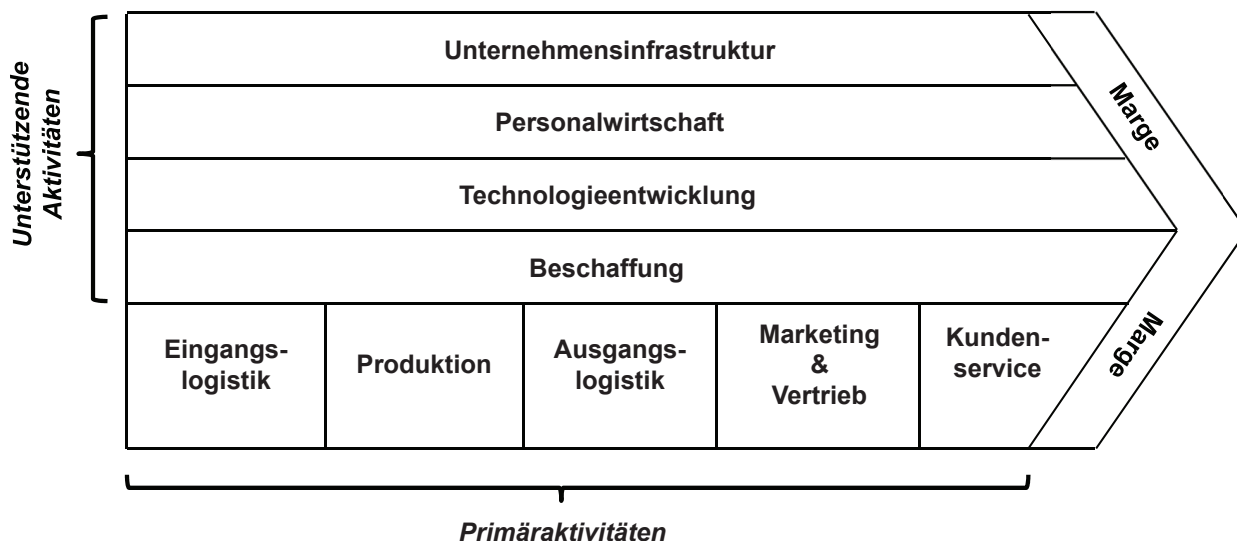 Unterstützende
Aktivitäten
Unternehmensinfrastruktur
Personalwirtschaft
Technologieentwicklung
Beschaffung
Marge
Marge
Eingangs-
logistik
Produktion
Ausgangs-
logistik
Marketing
&
Vertrieb
Kunden-
service
Primäraktivitäten